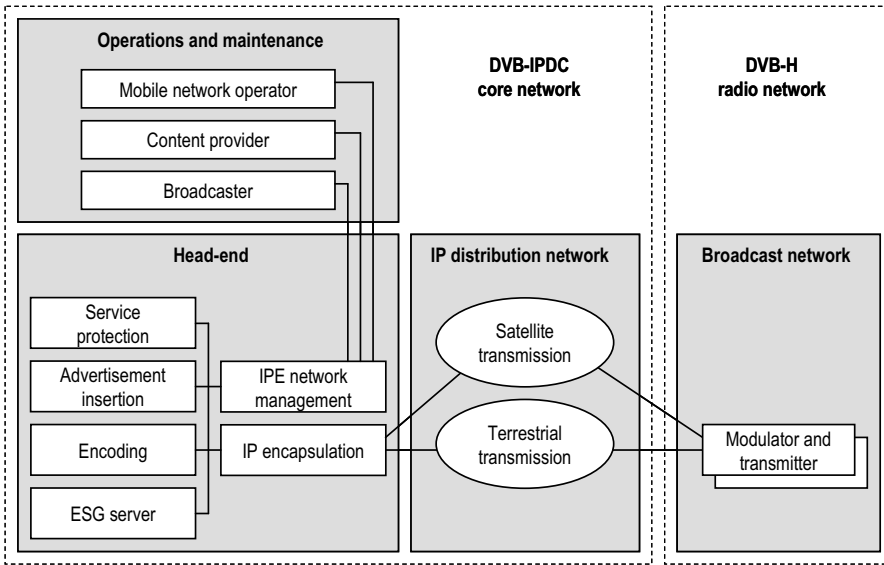 Operations and maintenance
Mobile network operator
Content provider
Broadcaster
DVB-IPDC
core network
DVB-H
radio network
Head-end
Service
protection
Advertisement
insertion
Encoding
ESG server
IPE network
management
IP encapsulation
IP distribution network
Satellite
transmission
Terrestrial
transmission
Broadcast network
Modulator and
transmitter